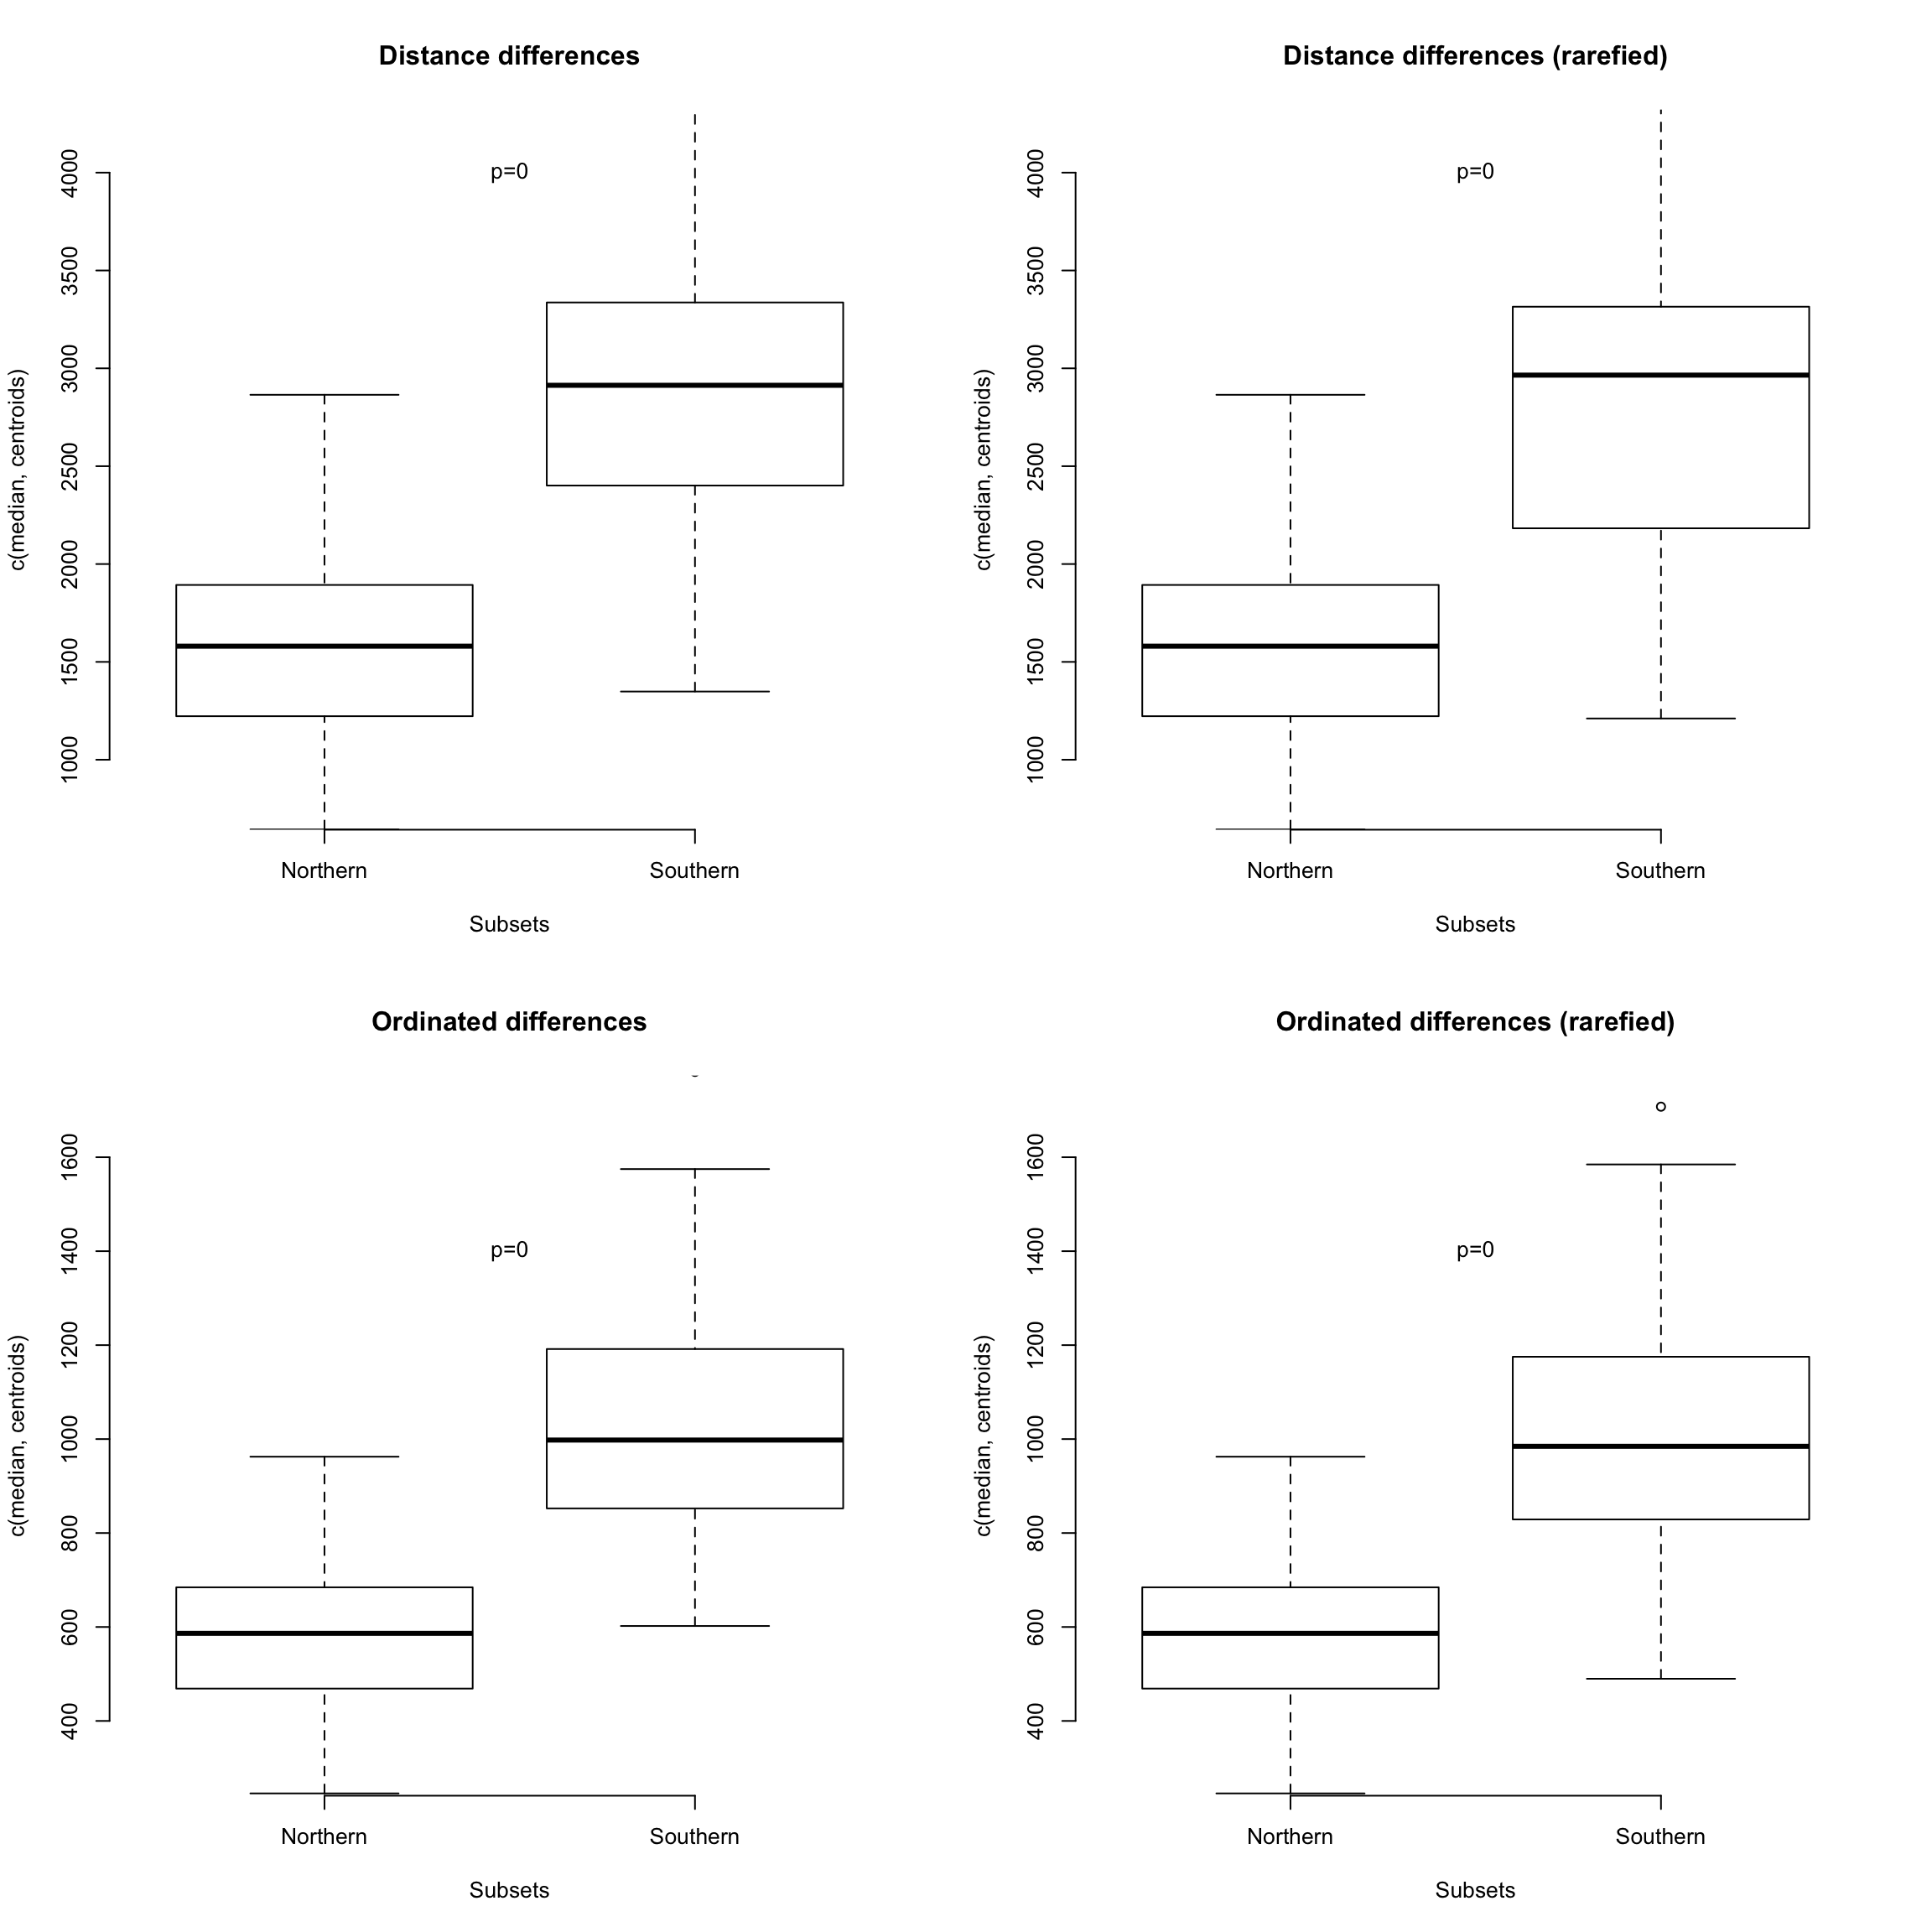 Distance differences
p=0
4000
3500
3000
2500
2000
1500
1000
c(median, centroids)
Northern Southern
Subsets
Distance differences (rarefied)
p=0
4000
3500
3000
2500
2000
1500
1000
c(median, centroids)
Northern Southern
Subsets
Ordinated differences
1600
1400
1200
1000
800
600
400
p=0
c(median, centroids)
Northern Southern
Subsets
Ordinated differences (rarefied)
1600
1400
1200
1000
800
600
400
p=0
c(median, centroids)
Northern Southern
Subsets